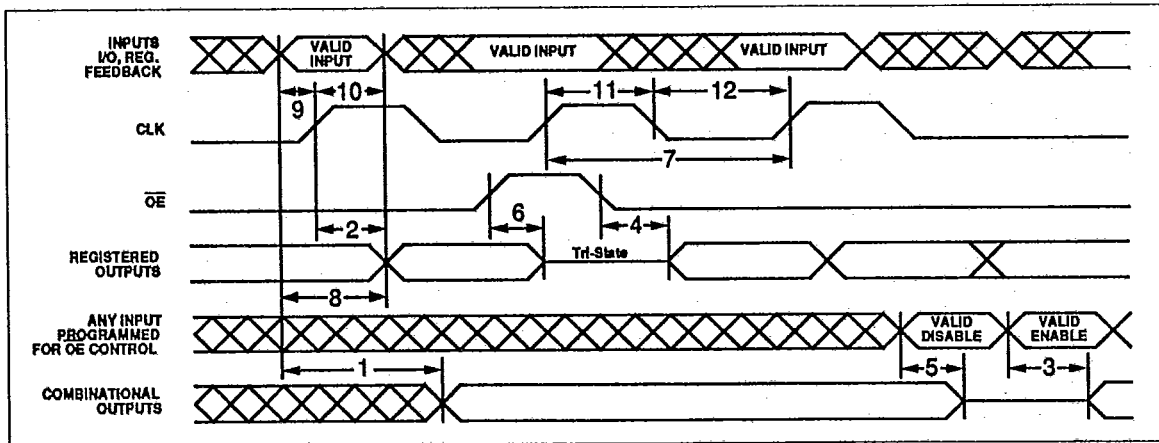 INPUTS
I/O, REG.
FEEDBACK
VALID
INPUT
VALID INPUT
VALID INPUT
9
10
11
12
CLK
7
OE
6
4
2
REGISTERED
OUTPUTS
Tri-State
8
ANY INPUT
PROGRAMMED
FOR OE CONTROL
VALID
DISABLE
VALID
ENABLE
1
5
3
COMBINATIONAL
OUTPUTS